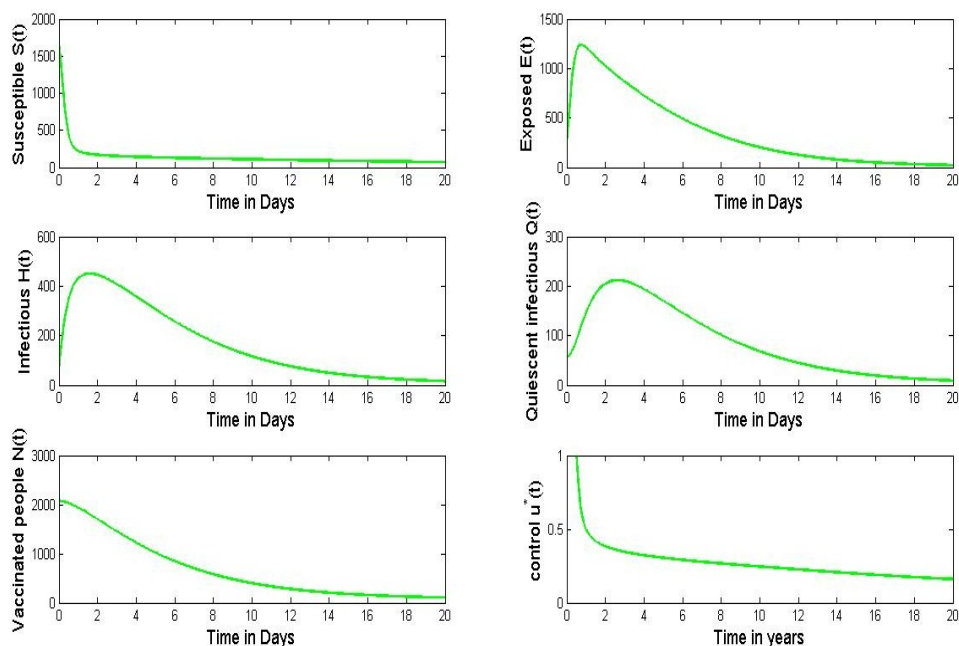 Susceptible S(t)
2000
1500
1000
500
0
0 2 4 6 8 10 12 14 16 18 20
Time in Days
Exposed E(t)
1500
1000
500
0
0 2 4 6 8 10 12 14 16 18 20
Time in Days
Infectious H(t)
600
400
200
0
0 2 4 6 8 10 12 14 16 18 20
Time in Days
Quiescent infectious Q(t)
300
200
100
0
0 2 4 6 8 10 12 14 16 18 20
Time in Days
Vaccinated people N(t)
3000
2000
1000
0
0 2 4 6 8 10 12 14 16 18 20
Time in Days
control u*(t)
1
0.5
0
0 2 4 6 8 10 12 14 16 18 20
Time in years